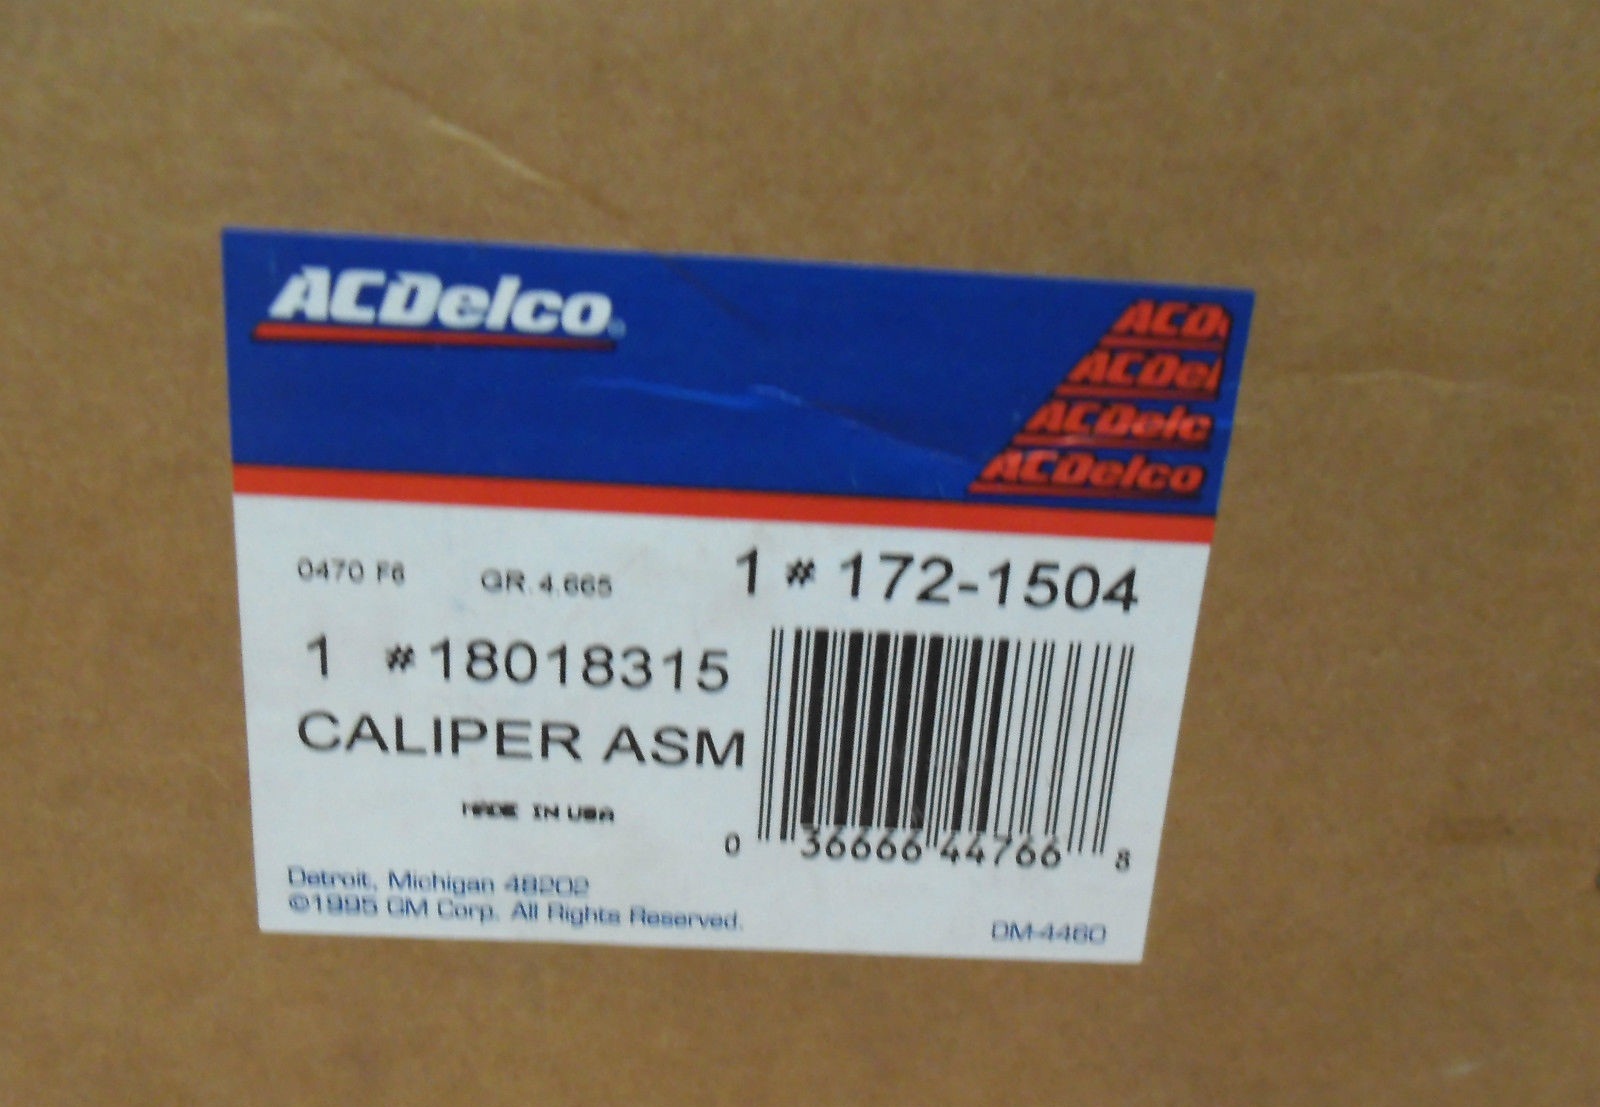 ACDelco®
ACD
ACDel
ACDelc
ACDelco
0470 F6 GR. 4.665 1 # 172-1504
1 # 18018315
CALIPER ASM
MADE IN USA
0 36666 44766 8
Detroit, Michigan 48202
©1995 GM Corp. All Rights Reserved.
DM-4460